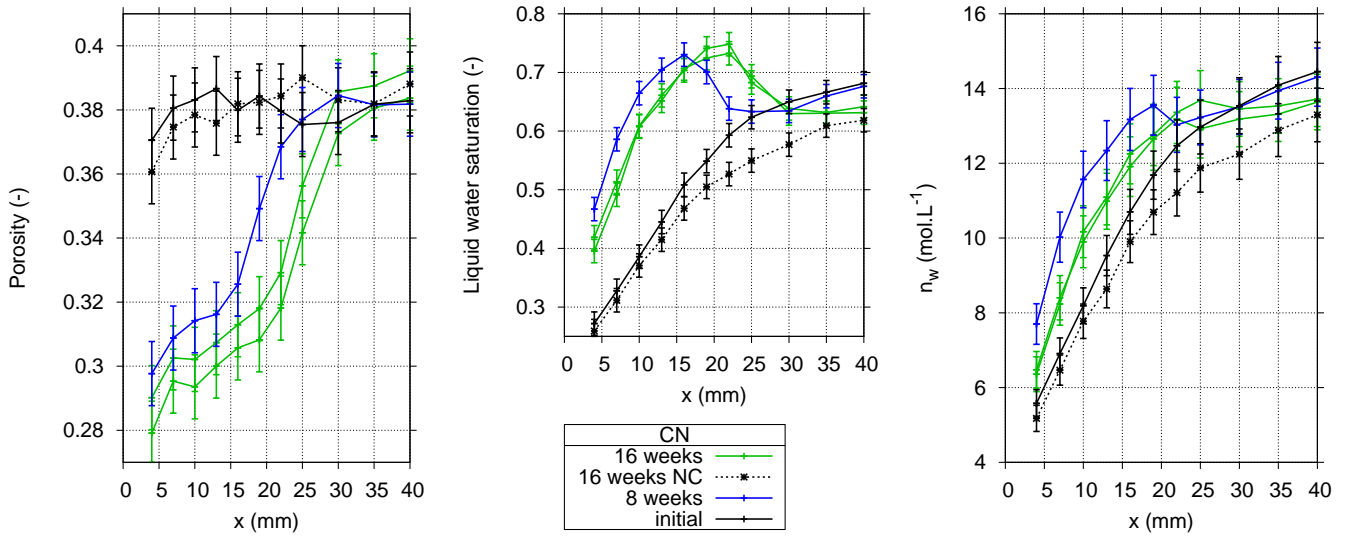 0.4
0.38
0.36
0.34
0.32
0.3
0.28
Porosity (-)
0 5 10 15 20 25 30 35 40
x (mm)
0.8
0.7
0.6
0.5
0.4
0.3
Liquid water saturation (-)
0 5 10 15 20 25 30 35 40
x (mm)
CN
16 weeks
16 weeks NC
8 weeks
initial
16
14
12
10
8
6
4
n_w (mol.L⁻¹)
0 5 10 15 20 25 30 35 40
x (mm)